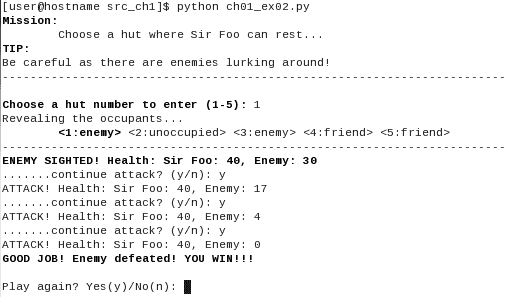 [user@hostname src_ch1]$ python ch01_ex02.py
Mission:
Choose a hut where Sir Foo can rest...
TIP:
Be careful as there are enemies lurking around!
------------------------------------------------------------------------
Choose a hut number to enter (1-5): 1
Revealing the occupants...
<1:enemy> <2:unoccupied> <3:enemy> <4:friend> <5:friend>
------------------------------------------------------------------------
ENEMY SIGHTED! Health: Sir Foo: 40, Enemy: 30
.......continue attack? (y/n): y
ATTACK! Health: Sir Foo: 40, Enemy: 17
.......continue attack? (y/n): y
ATTACK! Health: Sir Foo: 40, Enemy: 4
.......continue attack? (y/n): y
ATTACK! Health: Sir Foo: 40, Enemy: 0
GOOD JOB! Enemy defeated! YOU WIN!!!
Play again? Yes(y)/No(n):